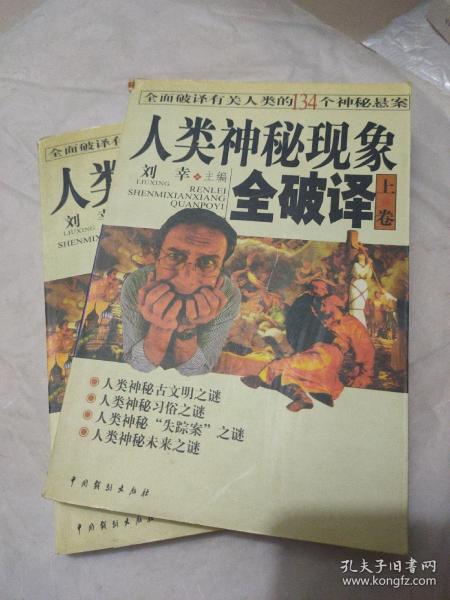 全面破译有关人类的134个神秘悬案
人类神秘现象
刘幸·主编
LIUXING
RENLEI
SHENMIXIANXIANG
QUANPOYI
全破译
上卷
人类神秘古文明之谜
人类神秘习俗之谜
人类神秘“失踪案”之谜
人类神秘未来之谜
中国戏剧出版社
全面破译有
人类
刘幸
LIUXING
SHENMIXI
中国戏剧出版社
孔夫子旧书网
www.kongfz.com